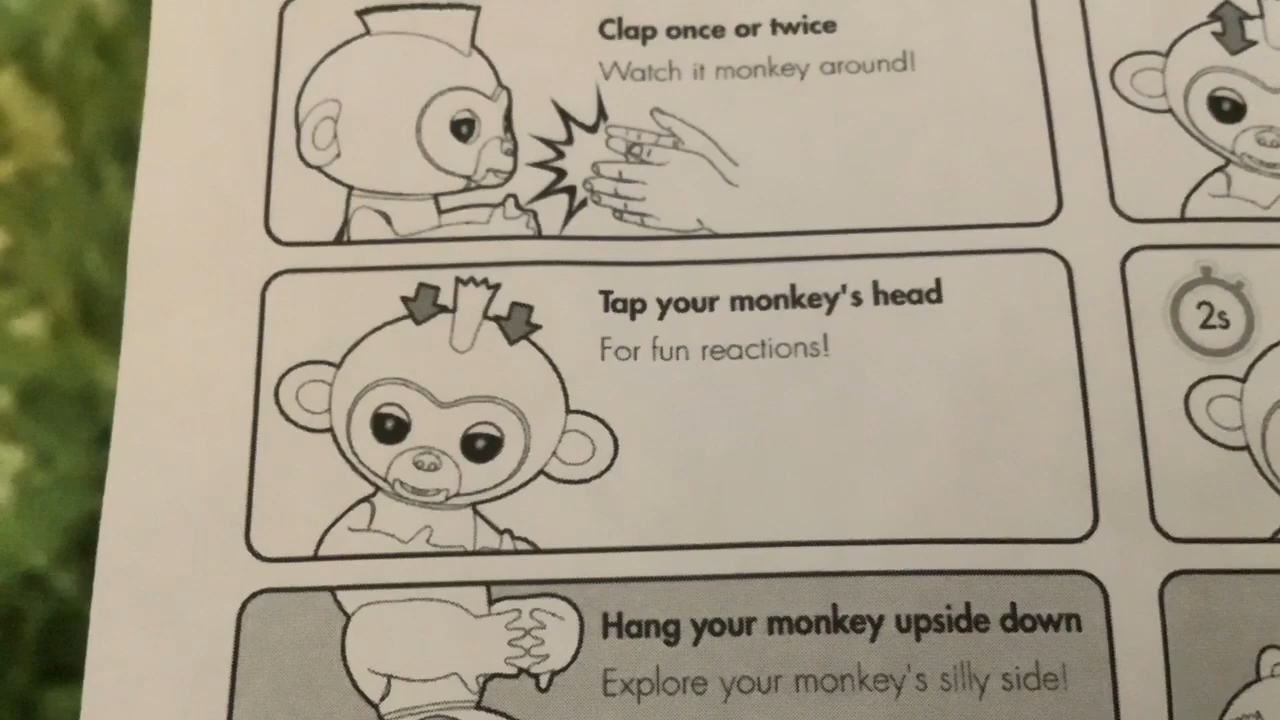 Clap once or twice
Watch it monkey around!
Tap your monkey's head
For fun reactions!
2s
Hang your monkey upside down
Explore your monkey's silly side!